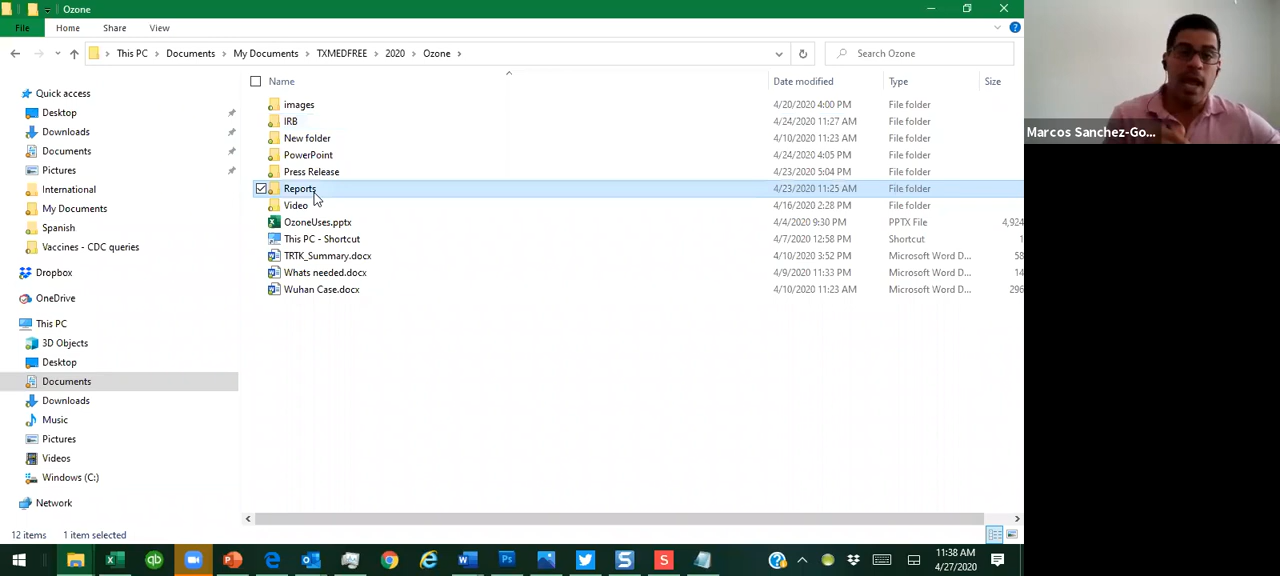 Ozone
File Home Share View
This PC Documents My Documents TXMEDFREE 2020 Ozone
Search Ozone
Name Date modified Type Size
images 4/20/2020 4:00 PM File folder
IRB 4/24/2020 11:27 AM File folder
New folder 4/10/2020 11:23 AM File folder
PowerPoint 4/24/2020 4:05 PM File folder
Press Release 4/23/2020 5:04 PM File folder
Reports 4/23/2020 11:25 AM File folder
Video 4/16/2020 2:28 PM File folder
OzoneUses.pptx 4/4/2020 9:30 PM PPTX File 4,924
This PC - Shortcut 4/7/2020 12:58 PM Shortcut 1
TRTK_Summary.docx 4/10/2020 3:52 PM Microsoft Word D... 58
Whats needed.docx 4/9/2020 11:33 PM Microsoft Word D... 14
Wuhan Case.docx 4/10/2020 11:23 AM Microsoft Word D... 296
Quick access
Desktop
Downloads
Documents
Pictures
International
My Documents
Spanish
Vaccines - CDC queries
Dropbox
OneDrive
This PC
3D Objects
Desktop
Documents
Downloads
Music
Pictures
Videos
Windows (C:)
Network
12 items 1 item selected
Marcos Sanchez-Go...
11:38 AM
4/27/2020